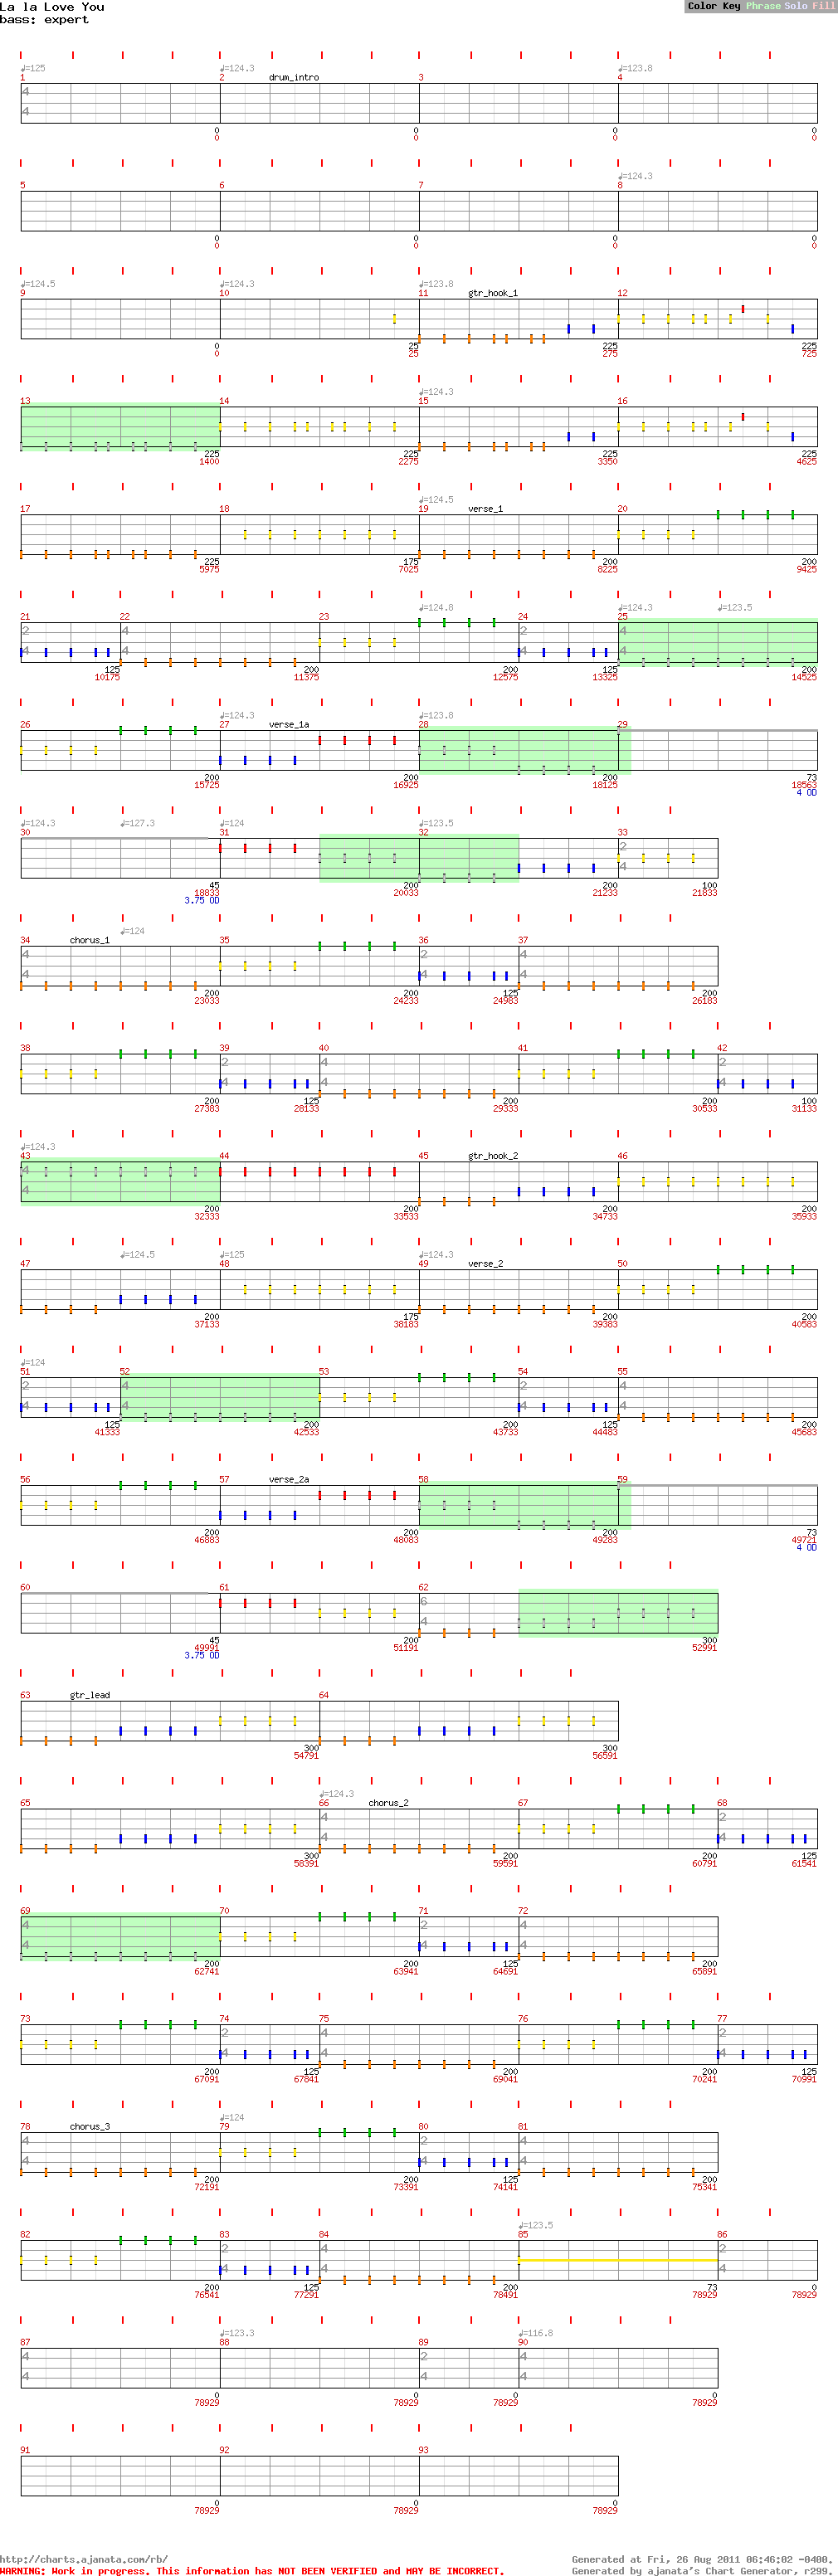 La la Love You
bass: expert
Color Key Phrase Solo Fill
♩=125 ♩=124.3 ♩=123.8
1 2 drum_intro 3 4
4
4
0 0 0 0
0 0 0 0
♩=124.3
5 6 7 8
0 0 0 0
0 0 0 0
♩=124.5 ♩=124.3 ♩=123.8
9 10 11 gtr_hook_1 12
0 25 225 225
0 25 275 725
♩=124.3
13 14 15 16
225 225 225 225
1400 2275 3350 4625
♩=124.5
17 18 19 verse_1 20
225 175 200 200
5975 7025 8225 9425
♩=124.8 ♩=124.3 ♩=123.5
21 22 23 24 25
2 4 2 4
4 4 4 4
125 200 200 125 200
10175 11375 12575 13325 14525
♩=124.3 ♩=123.8
26 27 verse_1a 28 29
200 200 200 73
15725 16925 18125 18563
4 OD
♩=124.3 ♩=127.3 ♩=124 ♩=123.5
30 31 32 33
2
4
45 200 200 100
18833 20033 21233 21833
3.75 OD
♩=124
34 chorus_1 35 36 37
4 2 4
4 4 4
200 200 125 200
23033 24233 24983 26183
38 39 40 41 42
2 4 2
4 4 4
200 125 200 200 100
27383 28133 29333 30533 31133
♩=124.3
43 44 45 gtr_hook_2 46
4
4
200 200 200 200
32333 33533 34733 35933
♩=124.5 ♩=125 ♩=124.3
47 48 49 verse_2 50
200 175 200 200
37133 38183 39383 40583
♩=124
51 52 53 54 55
2 4 2 4
4 4 4 4
125 200 200 125 200
41333 42533 43733 44483 45683
56 57 verse_2a 58 59
200 200 200 73
46883 48083 49283 49721
4 OD
60 61 62
6
4
45 200 300
49991 51191 52991
3.75 OD
63 gtr_lead 64
300 300
54791 56591
♩=124.3
65 66 chorus_2 67 68
4 2
4 4
300 200 200 125
58391 59591 60791 61541
69 70 71 72
4 2 4
4 4 4
200 200 125 200
62741 63941 64691 65891
73 74 75 76 77
2 4 2
4 4 4
200 125 200 200 125
67091 67841 69041 70241 70991
♩=124
78 chorus_3 79 80 81
4 2 4
4 4 4
200 200 125 200
72191 73391 74141 75341
♩=123.5
82 83 84 85 86
2 4 2
4 4 4
200 125 200 73 0
76541 77291 78491 78929 78929
♩=123.3 ♩=116.8
87 88 89 90
4 2 4
4 4 4
0 0 0 0
78929 78929 78929 78929
91 92 93
0 0 0
78929 78929 78929
http://charts.ajanata.com/rb/
Generated at Fri, 26 Aug 2011 06:46:02 -0400.
WARNING: Work in progress. This information has NOT BEEN VERIFIED and MAY BE INCORRECT.
Generated by ajanata's Chart Generator, r299.